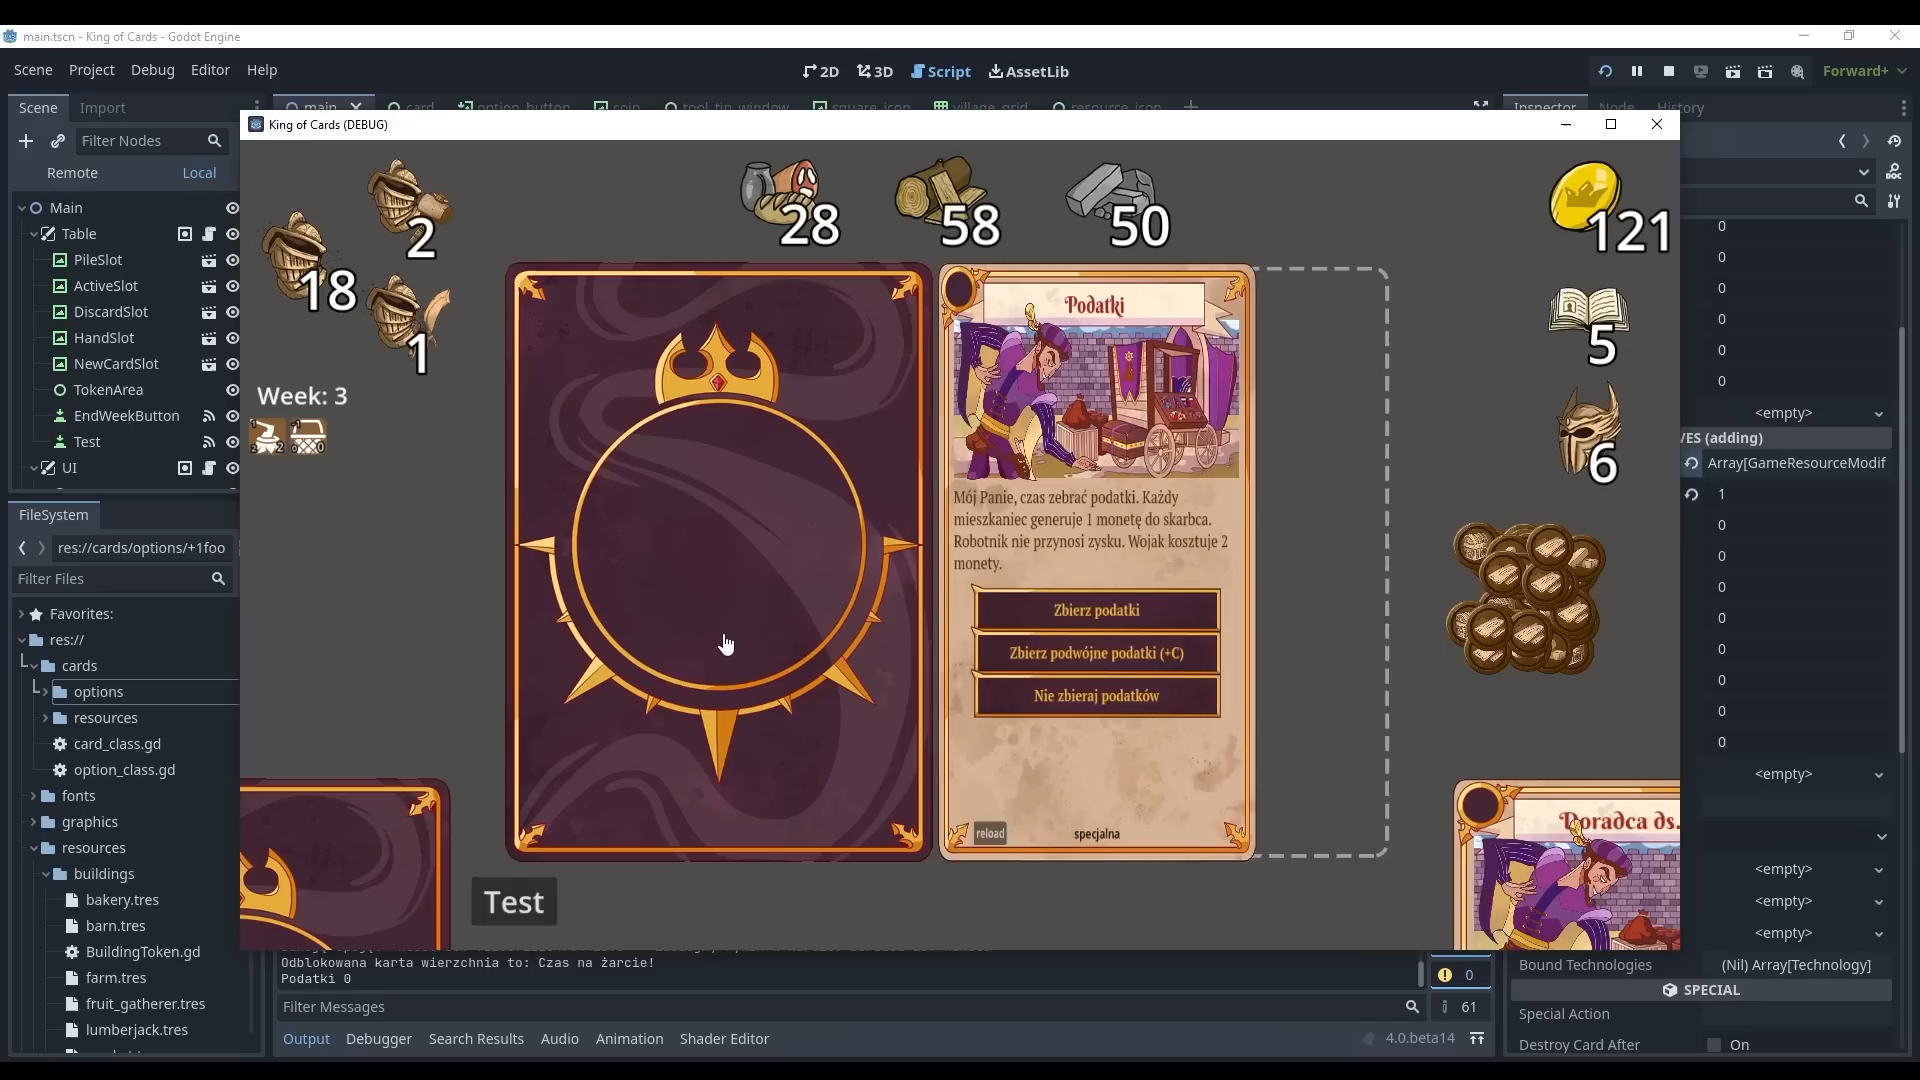 main.tscn - King of Cards - Godot Engine
Scene Project Debug Editor Help
2D 3D Script AssetLib
Forward+
Scene Import
main card option_button coin tool_tip_window square_icon village_grid resource_icon
Inspector Node History
King of Cards (DEBUG)
Filter Nodes
Remote Local
Main
Table
PileSlot
ActiveSlot
DiscardSlot
HandSlot
NewCardSlot
TokenArea
EndWeekButton
Test
UI
FileSystem
res://cards/options/+1foo
Filter Files
Favorites:
res://
cards
options
resources
card_class.gd
option_class.gd
fonts
graphics
resources
buildings
bakery.tres
barn.tres
BuildingToken.gd
farm.tres
fruit_gatherer.tres
lumberjack.tres
18
2
1
28
58
50
121
5
6
Week: 3
Podatki
Mój Panie, czas zebrać podatki. Każdy
mieszkaniec generuje 1 monetę do skarbca.
Robotnik nie przynosi zysku. Wojak kosztuje 2
monety.
Zbierz podatki
Zbierz podwójne podatki (+C)
Nie zbieraj podatków
reload
specjalna
Doradca ds.
Test
Odblokowana karta wierzchnia to: Czas na żarcie!
Podatki 0
Filter Messages
0
61
Output Debugger Search Results Audio Animation Shader Editor
4.0.beta14
0
0
0
0
0
0
<empty>
VES (adding)
Array[GameResourceModif
1
0
0
0
0
0
0
0
0
<empty>
<empty>
<empty>
<empty>
Bound Technologies (Nil) Array[Technology]
SPECIAL
Special Action
Destroy Card After On